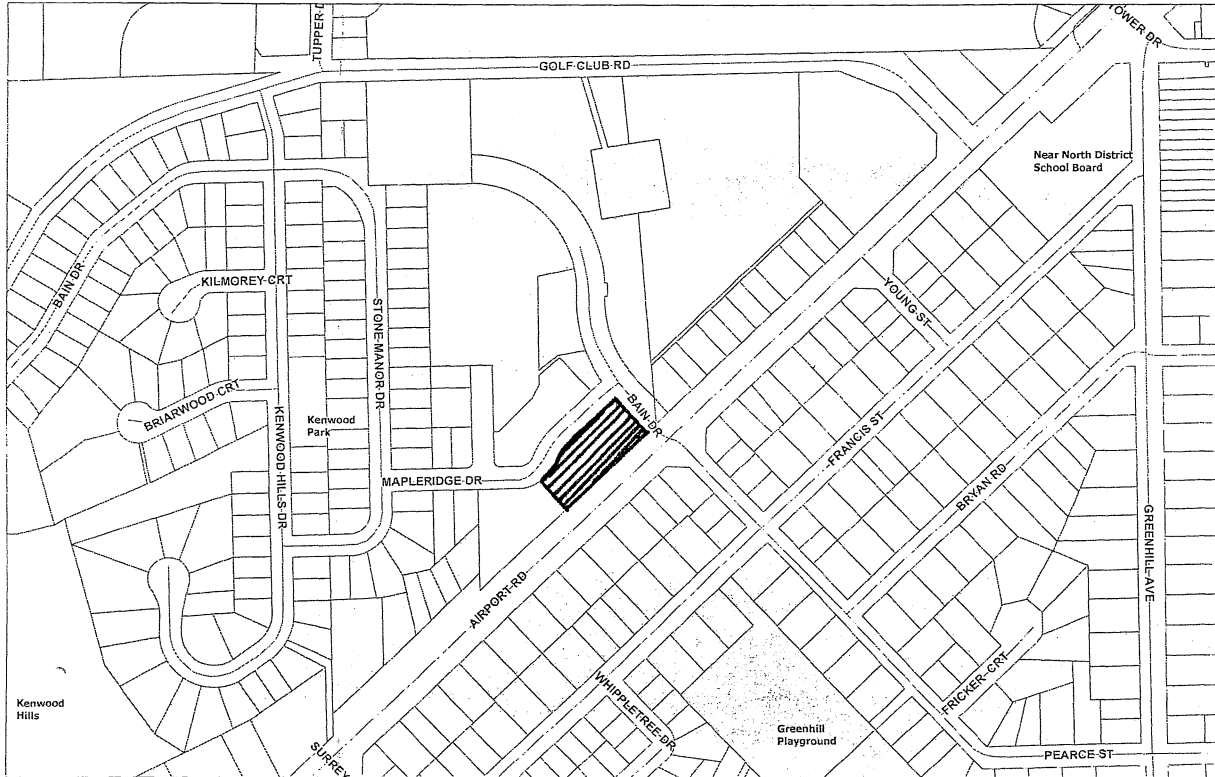 TUPPER D
TOWER DR
GOLF CLUB RD
Near North District
School Board
BAIN DR
KILMOREY CRT
YOUNG ST
STONE MANOR DR
BRIARWOOD CRT
KENWOOD HILLS DR
Kenwood
Park
BAIN DR
FRANCIS ST
MAPLERIDGE DR
BRYAN RD
GREENHILL AVE
AIRPORT RD
WHIPPLETREE DR
FRICKER CRT
Kenwood
Hills
Greenhill
Playground
SURREY
PEARCE ST